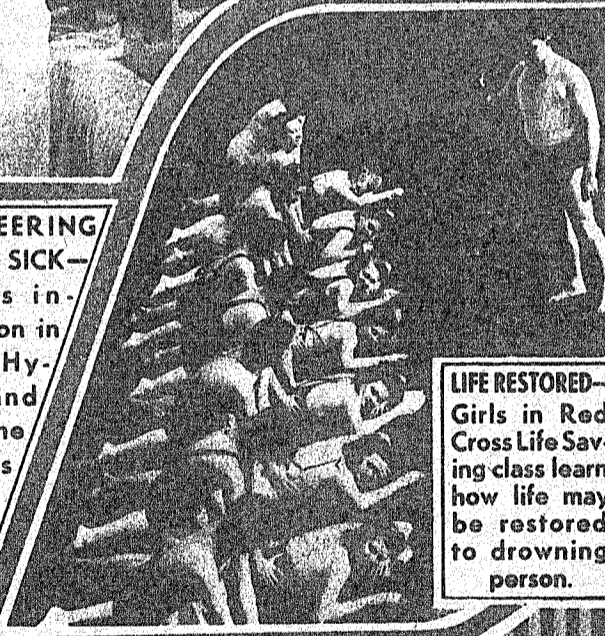 EERING
SICK—
s in-
on in
Hy-
and
he
s
LIFE RESTORED—
Girls in Red
Cross Life Sav-
ing class learn
how life may
be restored
to drowning
person.